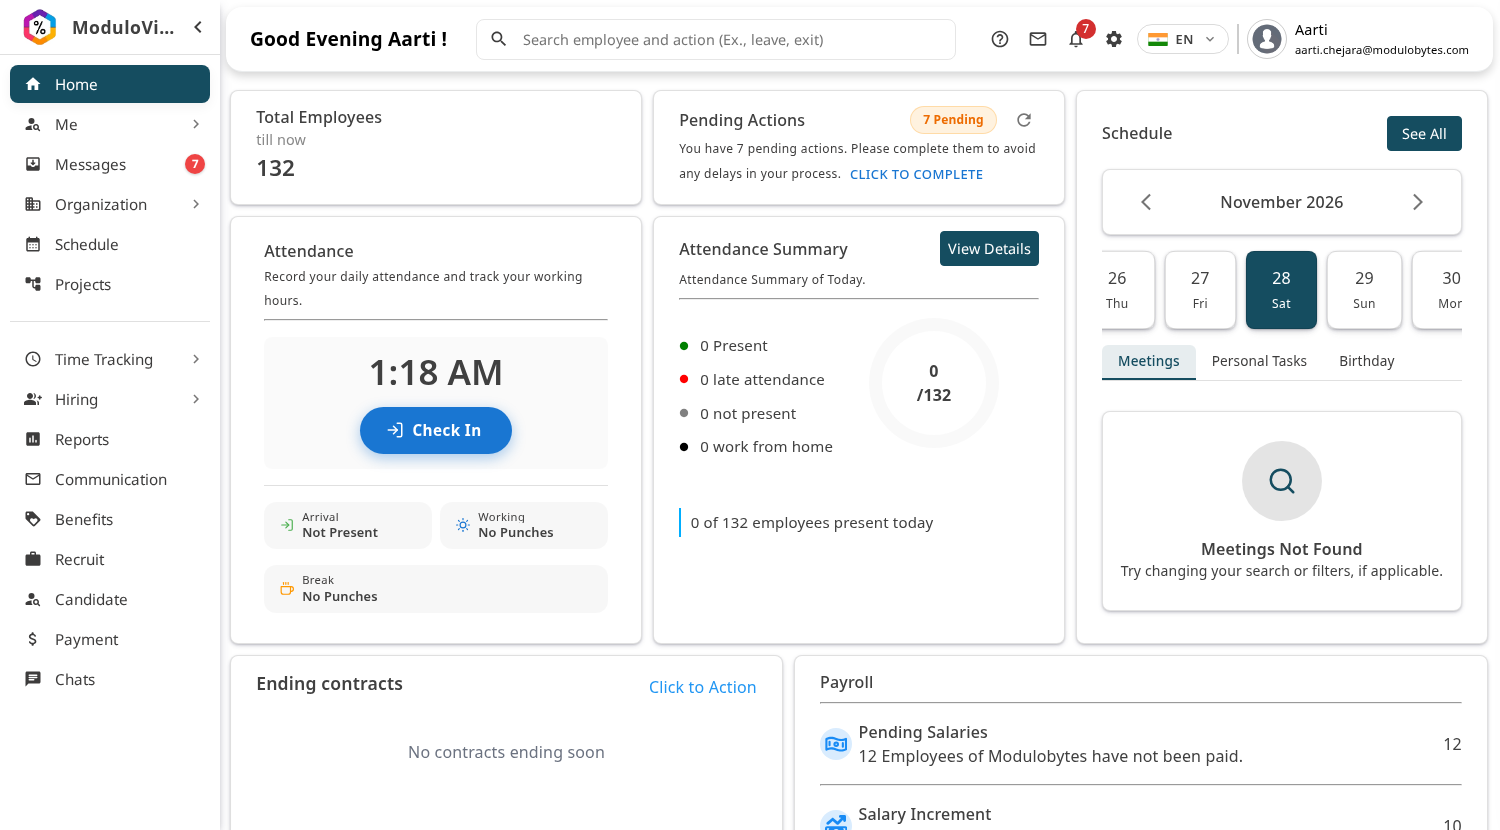 ModuloVi...
Home
Me
Messages
7
Organization
Schedule
Projects
Time Tracking
Hiring
Reports
Communication
Benefits
Recruit
Candidate
Payment
Chats
Good Evening Aarti !
Search employee and action (Ex., leave, exit)
7
EN
Aarti
aarti.chejara@modulobytes.com
Total Employees
till now
132
Pending Actions
7 Pending
You have 7 pending actions. Please complete them to avoid
any delays in your process. CLICK TO COMPLETE
Attendance
Record your daily attendance and track your working
hours.
1:18 AM
Check In
Arrival
Not Present
Working
No Punches
Break
No Punches
Attendance Summary
View Details
Attendance Summary of Today.
0 Present
0 late attendance
0 not present
0 work from home
0
/132
0 of 132 employees present today
Schedule
See All
November 2026
26
Thu
27
Fri
28
Sat
29
Sun
30
Mon
Meetings
Personal Tasks
Birthday
Meetings Not Found
Try changing your search or filters, if applicable.
Ending contracts
Click to Action
No contracts ending soon
Payroll
Pending Salaries
12 Employees of Modulobytes have not been paid.
12
Salary Increment
10